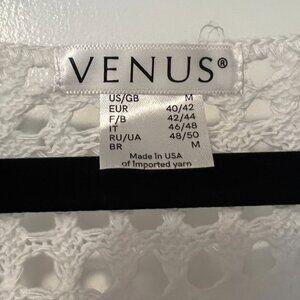 VENUS®
US/GB M
EUR 40/42
F/B 42/44
IT 46/48
RU/UA 48/50
BR M
Made in USA
of imported yarn